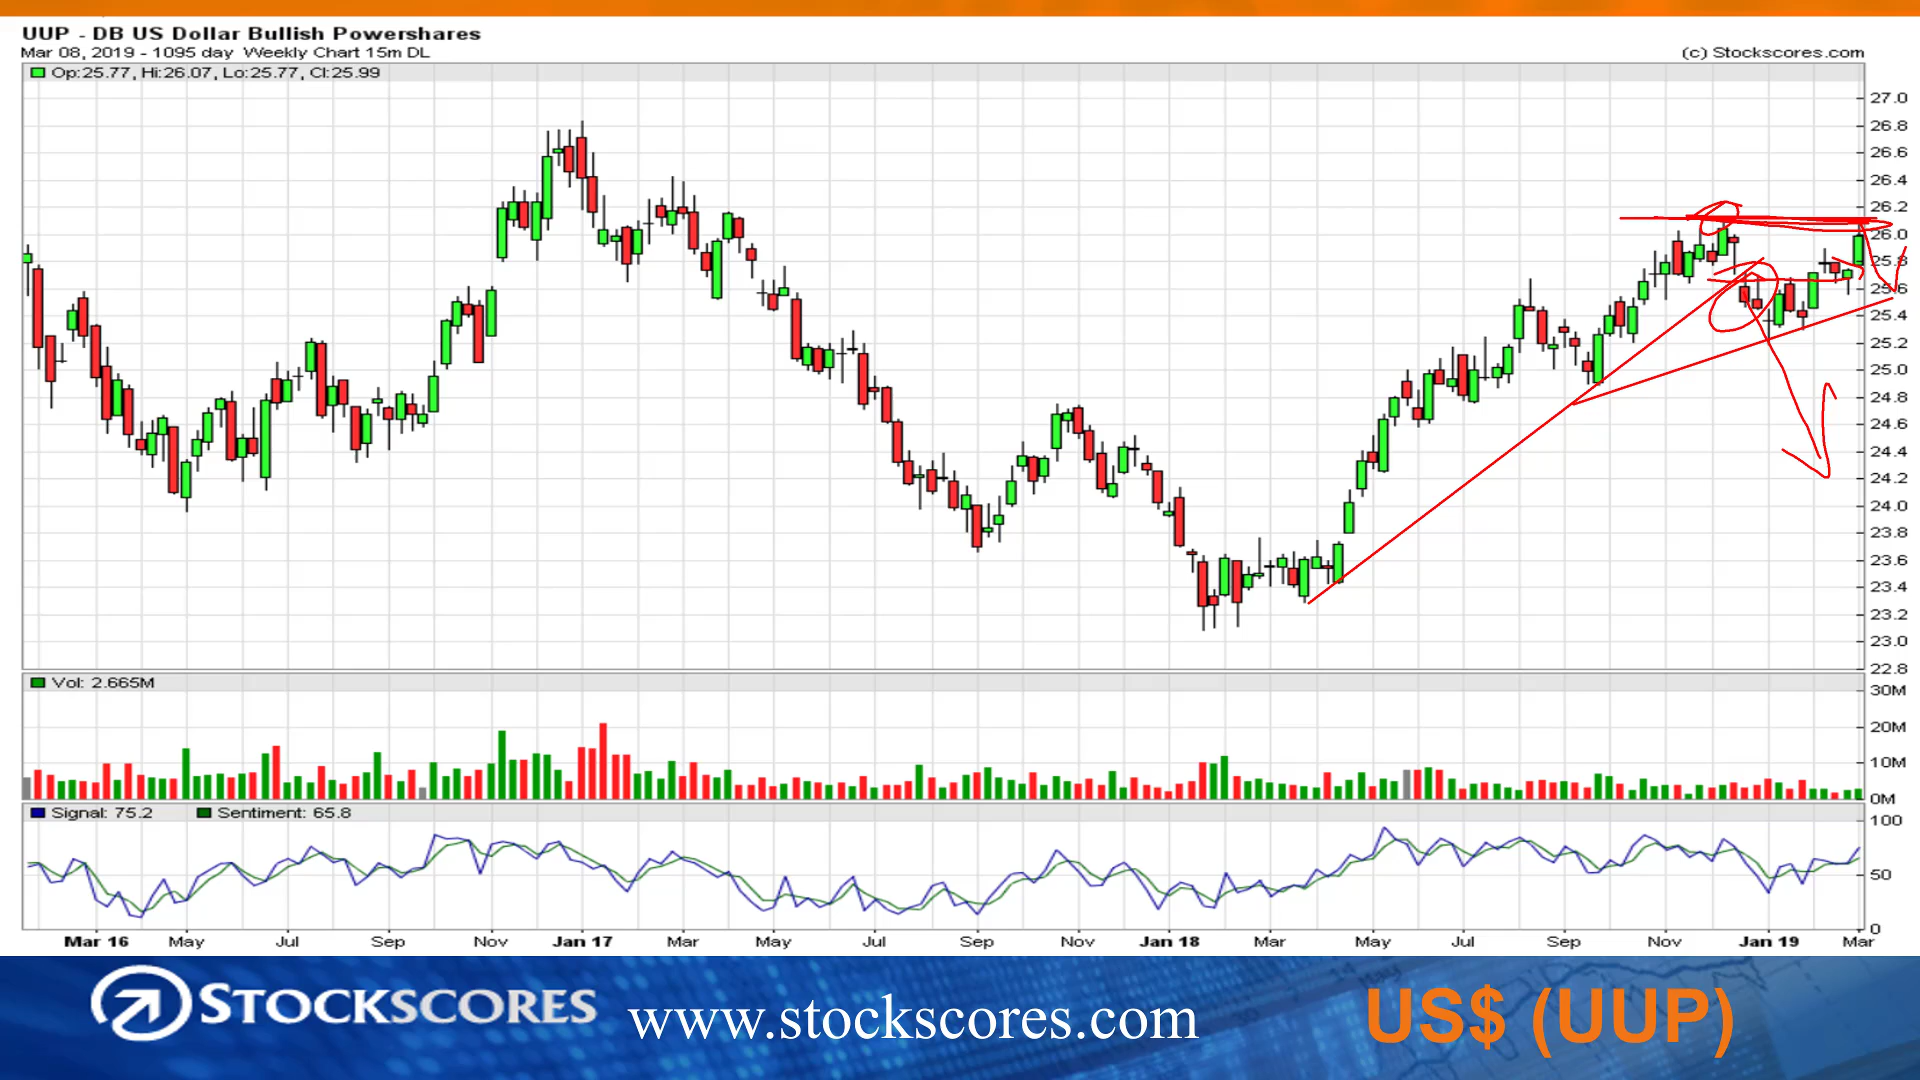 UUP - DB US Dollar Bullish Powershares
Mar 08, 2019 - 1095 day Weekly Chart 15m DL
(c) Stockscores.com
Op:25.77, Hi:26.07, Lo:25.77, Cl:25.99
27.0
26.8
26.6
26.4
26.2
26.0
25.8
25.6
25.4
25.2
25.0
24.8
24.6
24.4
24.2
24.0
23.8
23.6
23.4
23.2
23.0
22.8
Vol: 2.665M
30M
20M
10M
0M
Signal: 75.2 Sentiment: 65.8
100
50
0
Mar 16 May Jul Sep Nov Jan 17 Mar May Jul Sep Nov Jan 18 Mar May Jul Sep Nov Jan 19 Mar
STOCKSCORES www.stockscores.com US$ (UUP)